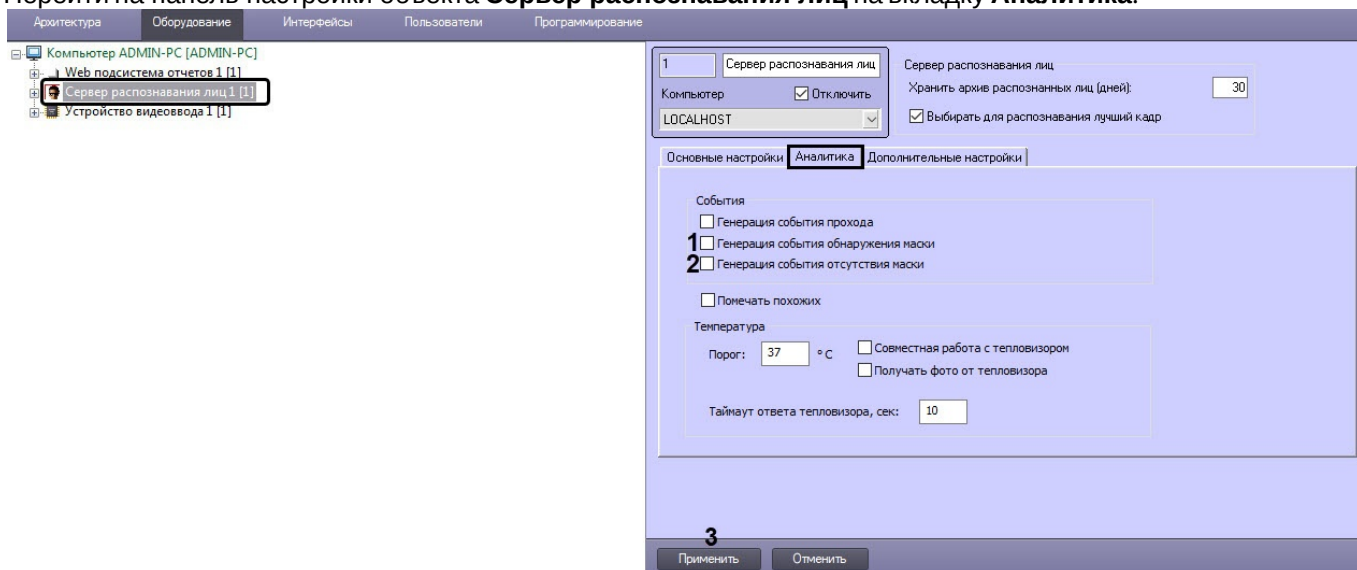 Перейти на панель настройки объекта Сервер распознавания лиц на вкладку Аналитика.
Архитектура Оборудование Интерфейсы Пользователи Программирование
Компьютер ADMIN-PC [ADMIN-PC]
Web подсистема отчетов 1 [1]
Сервер распознавания лиц 1 [1]
Устройство видеоввода 1 [1]
1 Сервер распознавания лиц
Компьютер Отключить
LOCALHOST
Сервер распознавания лиц
Хранить архив распознанных лиц (дней): 30
Выбирать для распознавания лучший кадр
Основные настройки Аналитика Дополнительные настройки
События
Генерация события прохода
1 Генерация события обнаружения маски
2 Генерация события отсутствия маски
Помечать похожих
Температура
Порог: 37 °C Совместная работа с тепловизором
Получать фото от тепловизора
Таймаут ответа тепловизора, сек: 10
3
Применить Отменить